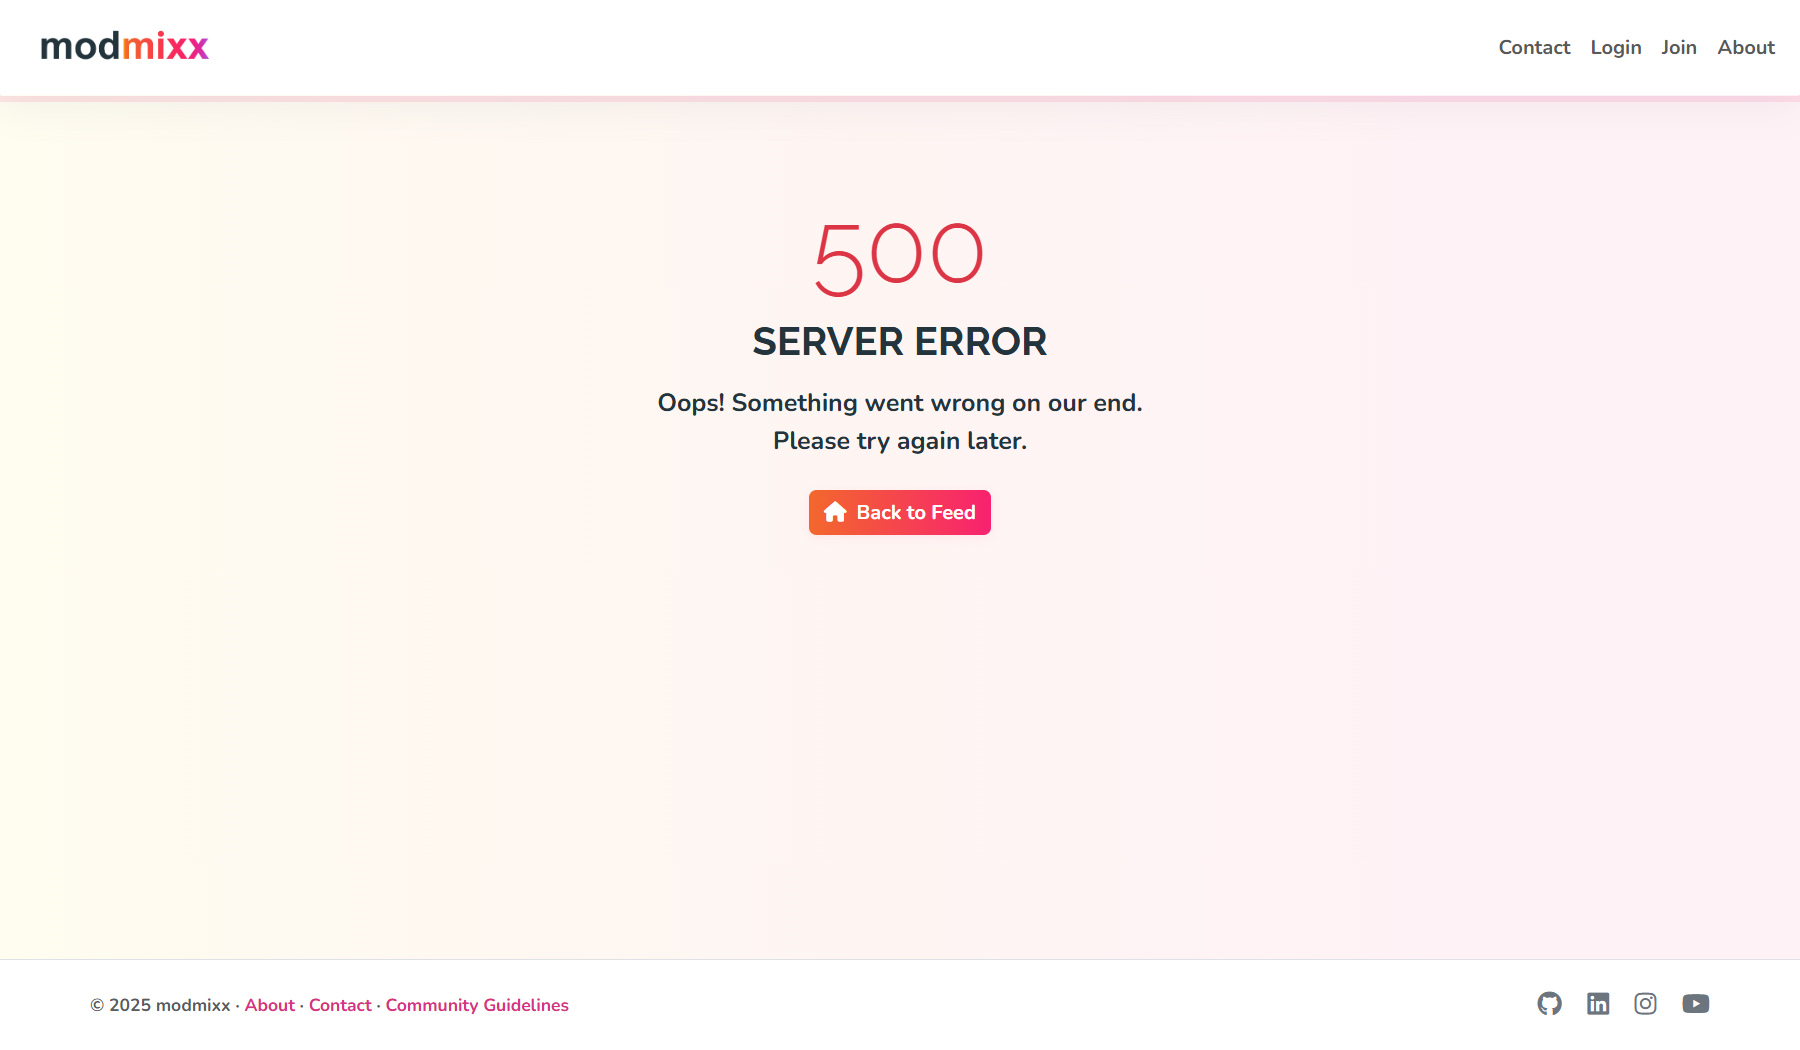 modmixx
Contact Login Join About
500
SERVER ERROR
Oops! Something went wrong on our end.
Please try again later.
Back to Feed
© 2025 modmixx · About · Contact · Community Guidelines